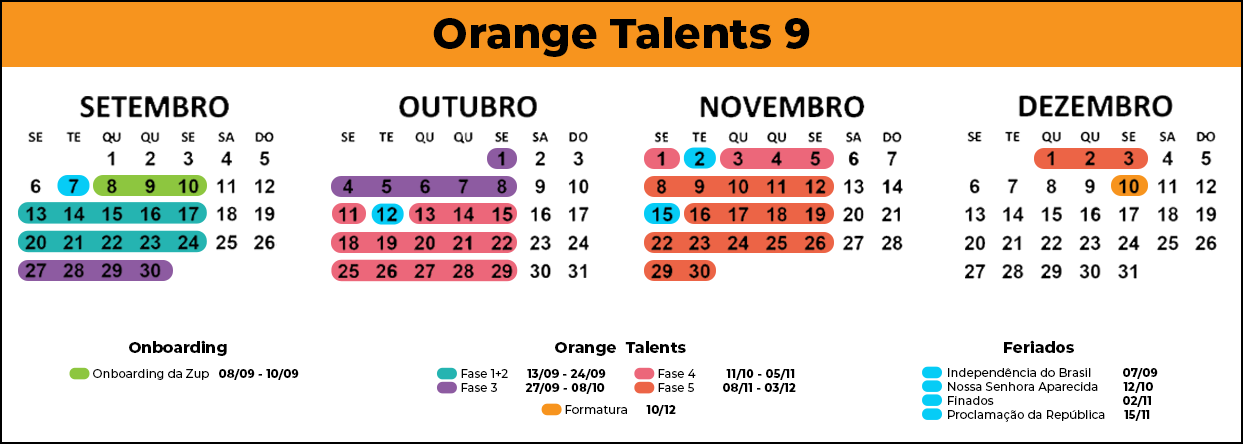 Orange Talents 9
SETEMBRO
SE TE QU QU SE SA DO
1 2 3 4 5
6 7 8 9 10 11 12
13 14 15 16 17 18 19
20 21 22 23 24 25 26
27 28 29 30
OUTUBRO
SE TE QU QU SE SA DO
1 2 3
4 5 6 7 8 9 10
11 12 13 14 15 16 17
18 19 20 21 22 23 24
25 26 27 28 29 30 31
NOVEMBRO
SE TE QU QU SE SA DO
1 2 3 4 5 6 7
8 9 10 11 12 13 14
15 16 17 18 19 20 21
22 23 24 25 26 27 28
29 30
DEZEMBRO
SE TE QU QU SE SA DO
1 2 3 4 5
6 7 8 9 10 11 12
13 14 15 16 17 18 19
20 21 22 23 24 25 26
27 28 29 30 31
Onboarding
Onboarding da Zup 08/09 - 10/09
Orange Talents
Fase 1+2 13/09 - 24/09
Fase 3 27/09 - 08/10
Fase 4 11/10 - 05/11
Fase 5 08/11 - 03/12
Formatura 10/12
Feriados
Independência do Brasil 07/09
Nossa Senhora Aparecida 12/10
Finados 02/11
Proclamação da República 15/11